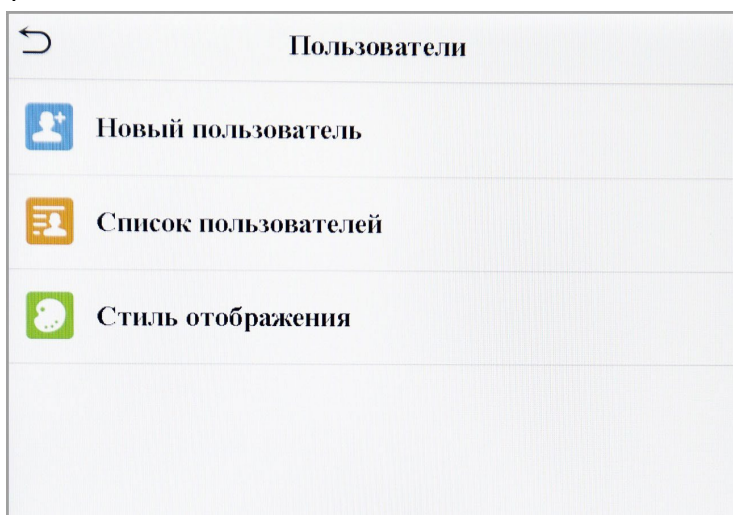 Пользователи
Новый пользователь
Список пользователей
Стиль отображения